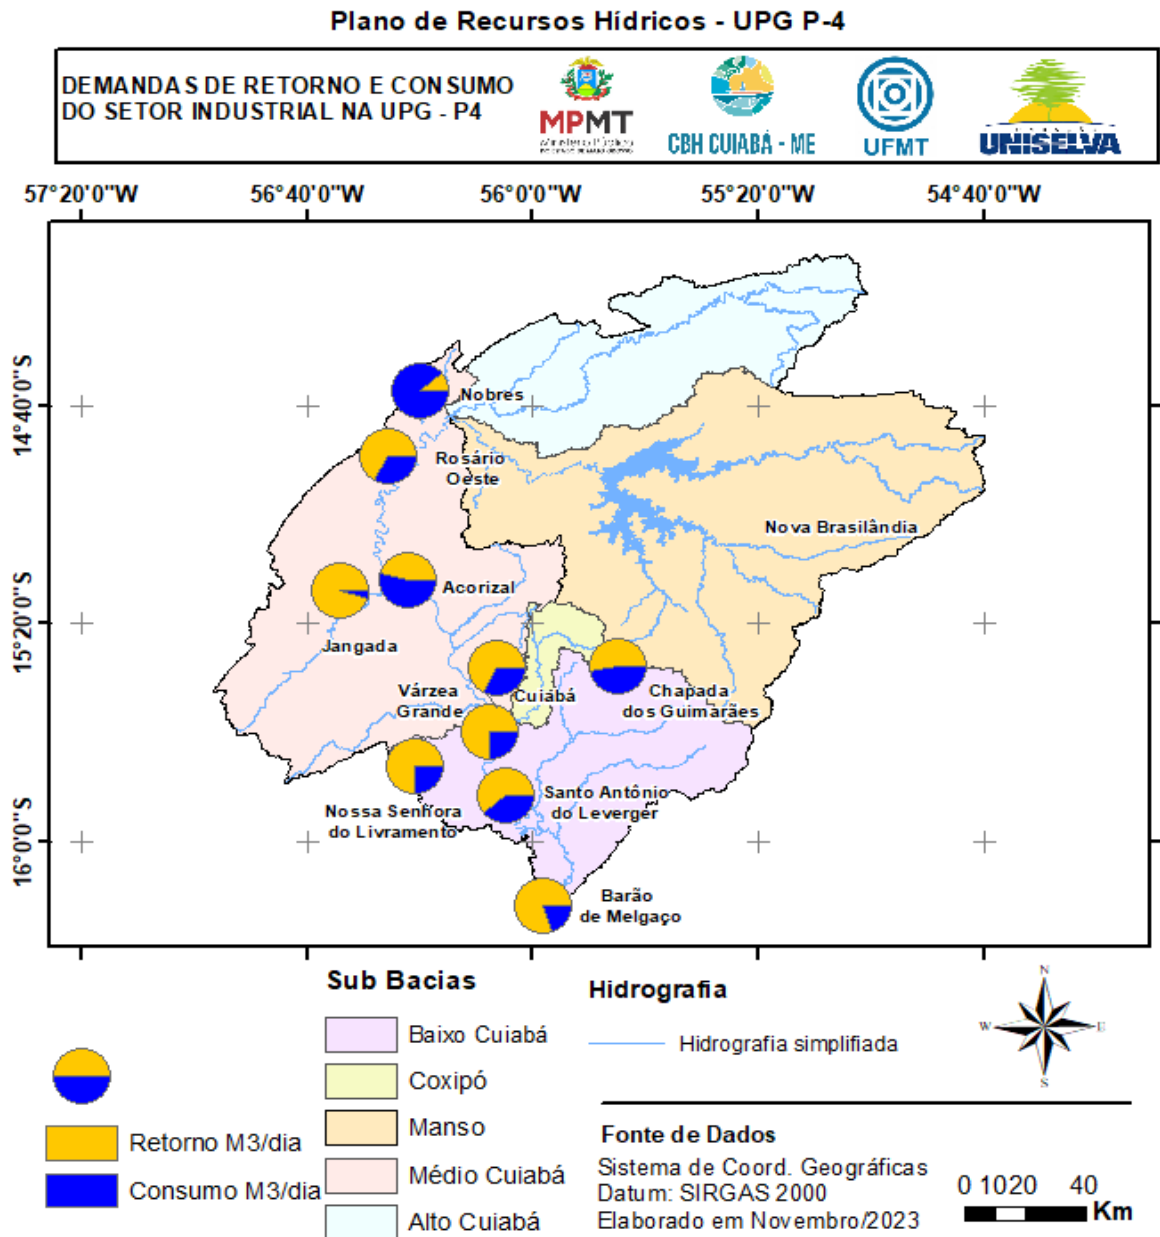 Plano de Recursos Hídricos - UPG P-4
DEMANDAS DE RETORNO E CONSUMO
DO SETOR INDUSTRIAL NA UPG - P4
MPMT
Ministério Público
CBH CUIABÁ - ME
UFMT
UNISELVA
57°20'0"W
56°40'0"W
56°0'0"W
55°20'0"W
54°40'0"W
14°40'0"S
15°20'0"S
16°0'0"S
Nobres
Rosário
Oeste
Nova Brasilândia
Acorizal
Jangada
Várzea
Grande
Cuiabá
Chapada
dos Guimarães
Nossa Senhora
do Livramento
Santo Antônio
do Leverger
Barão
de Melgaço
Retorno M3/dia
Consumo M3/dia
Sub Bacias
Baixo Cuiabá
Coxipó
Manso
Médio Cuiabá
Alto Cuiabá
Hidrografia
Hidrografia simplificada
N
W
E
S
Fonte de Dados
Sistema de Coord. Geográficas
Datum: SIRGAS 2000
Elaborado em Novembro/2023
0 1020 40
Km